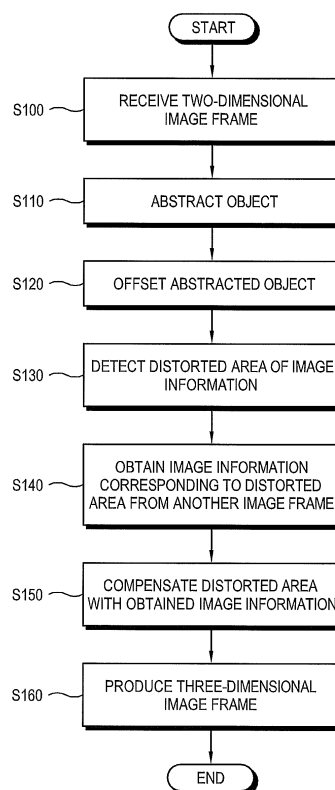 START
S100
RECEIVE TWO-DIMENSIONAL
IMAGE FRAME
S110
ABSTRACT OBJECT
S120
OFFSET ABSTRACTED OBJECT
S130
DETECT DISTORTED AREA OF IMAGE
INFORMATION
S140
OBTAIN IMAGE INFORMATION
CORRESPONDING TO DISTORTED
AREA FROM ANOTHER IMAGE FRAME
S150
COMPENSATE DISTORTED AREA
WITH OBTAINED IMAGE INFORMATION
S160
PRODUCE THREE-DIMENSIONAL
IMAGE FRAME
END